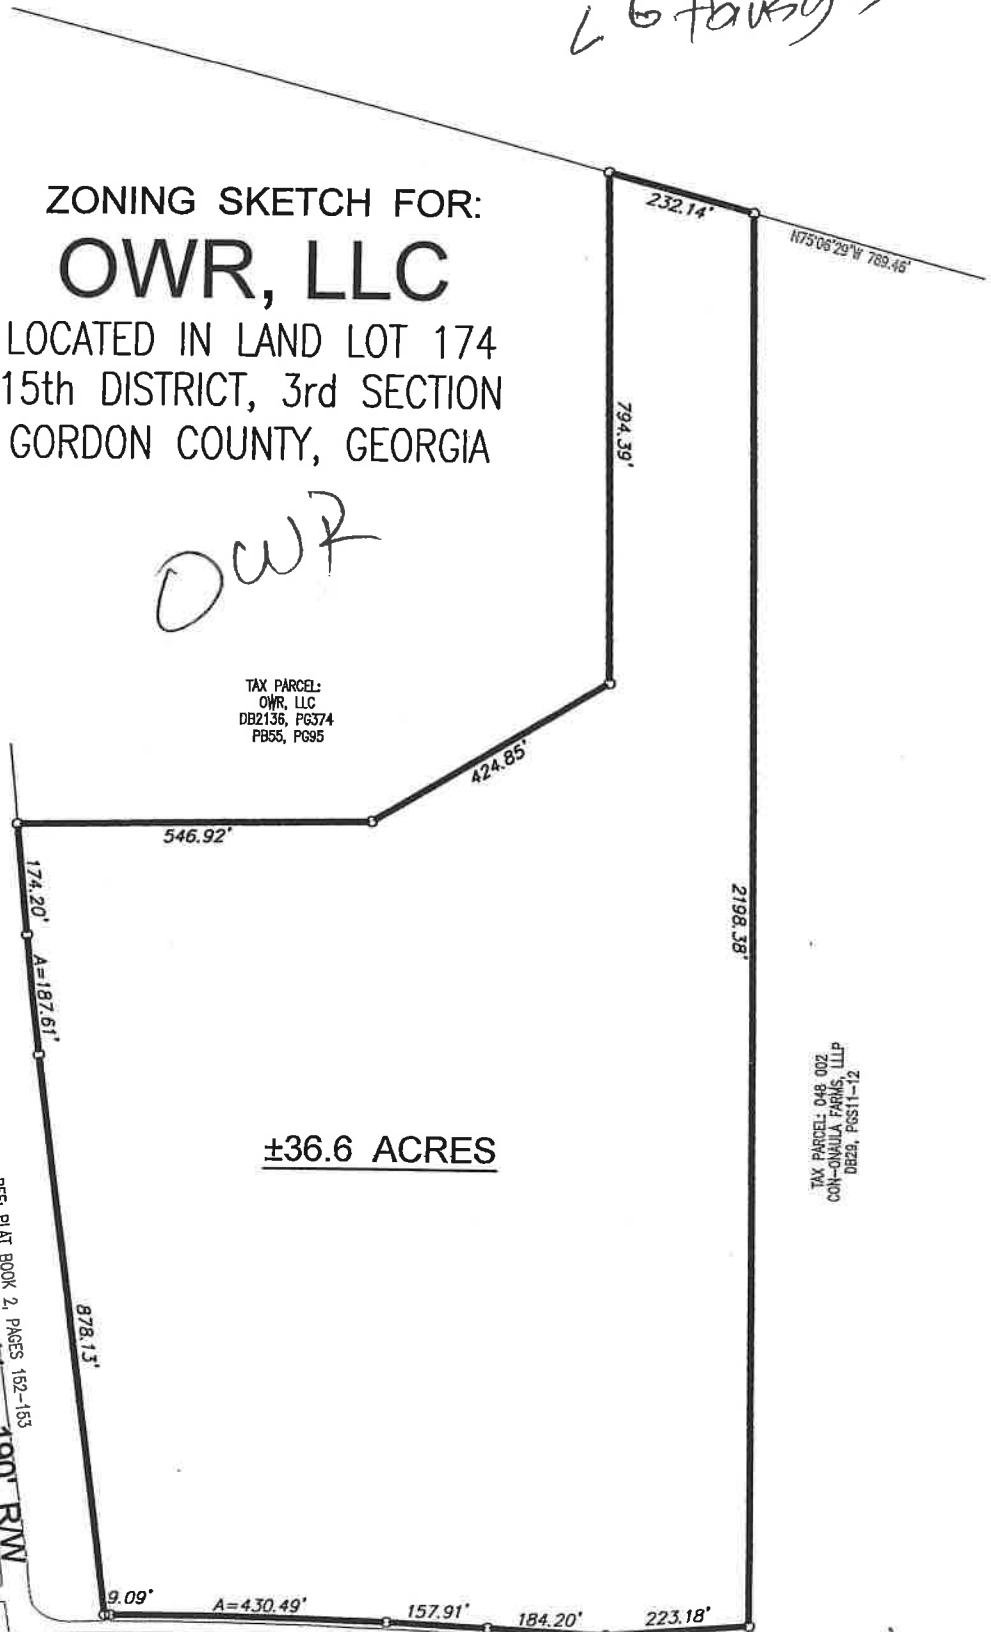 ZONING SKETCH FOR:
OWR, LLC
LOCATED IN LAND LOT 174
15th DISTRICT, 3rd SECTION
GORDON COUNTY, GEORGIA
OWR
232.14'
N75°06'29"W 789.46'
794.39'
TAX PARCEL:
OWR, LLC
DB2136, PG374
PB55, PG95
424.85'
546.92'
174.20'
A=187.61'
2198.38'
TAX PARCEL: 048 002
CON-ONAULA FARMS, LLLP
DB29, PGS11-12
±36.6 ACRES
878.13'
PLAT BOOK 2, PAGES 152-153
190' R/W
9.09'
A=430.49'
157.91'
184.20'
223.18'